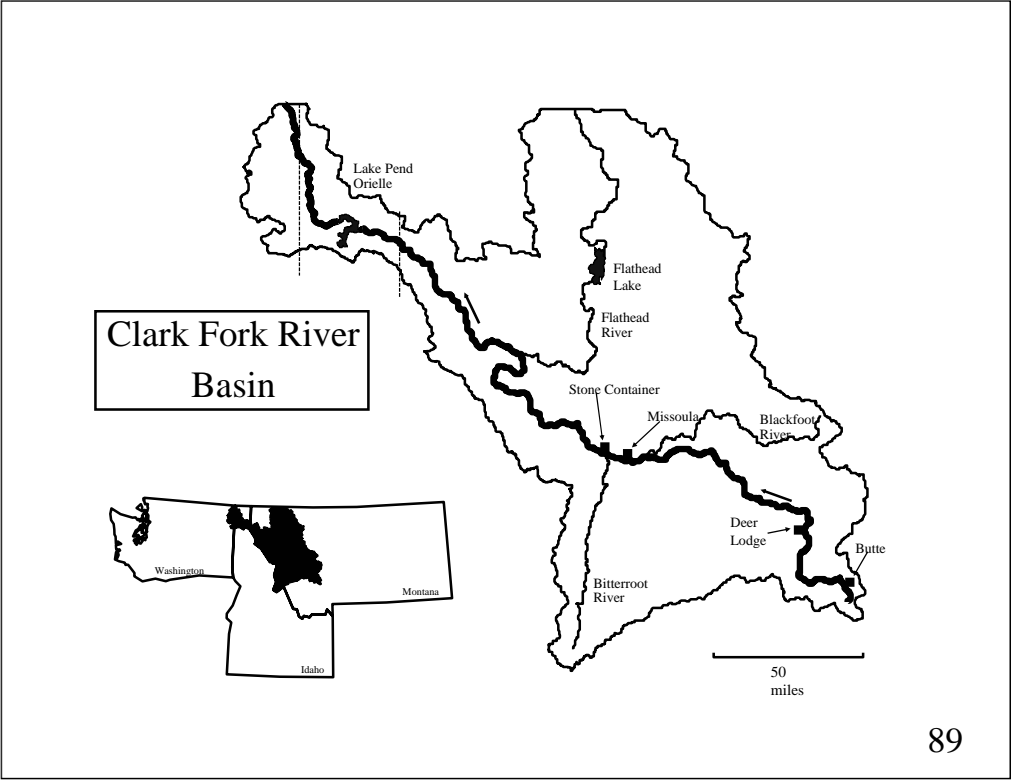 Lake Pend
Orielle
Flathead
Lake
Flathead
River
Clark Fork River
Basin
Stone Container
Missoula
Blackfoot
River
Deer
Lodge
Butte
Washington
Montana
Bitterroot
River
Idaho
50
miles
89